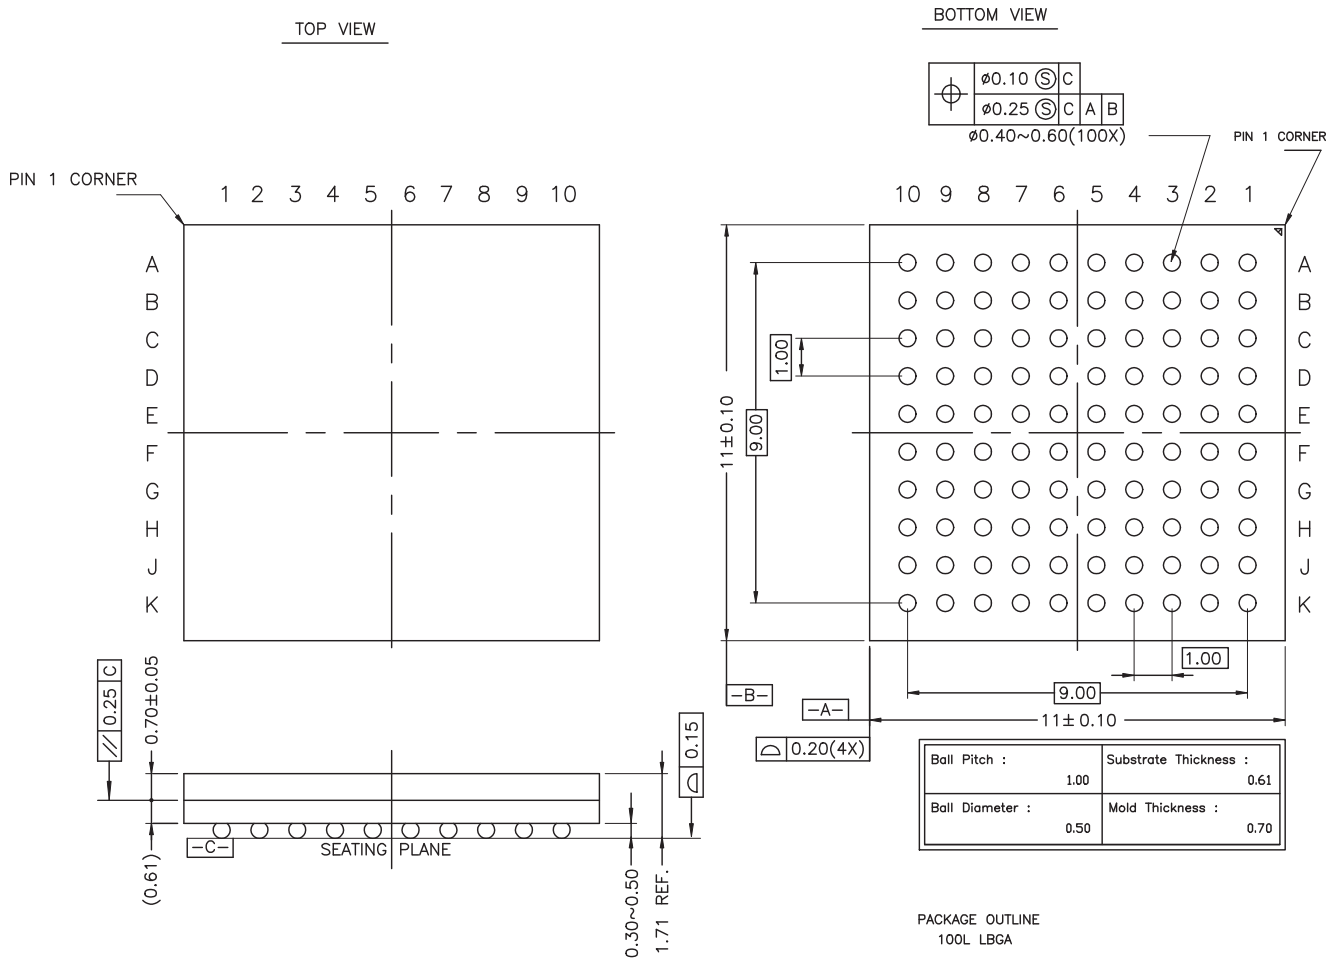 TOP VIEW
BOTTOM VIEW
ø0.10 Ⓢ C
ø0.25 Ⓢ C A B
ø0.40~0.60(100X)
PIN 1 CORNER
PIN 1 CORNER
1 2 3 4 5 6 7 8 9 10
10 9 8 7 6 5 4 3 2 1
A
B
C
D
E
F
G
H
J
K
A
B
C
D
E
F
G
H
J
K
1.00
9.00
11±0.10
1.00
9.00
11±0.10
-B-
-A-
0.20(4X)
// 0.25 C
0.70±0.05
(0.61)
-C-
SEATING PLANE
0.30~0.50
1.71 REF.
0.15
Ball Pitch :
1.00
Substrate Thickness :
0.61
Ball Diameter :
0.50
Mold Thickness :
0.70
PACKAGE OUTLINE
100L LBGA